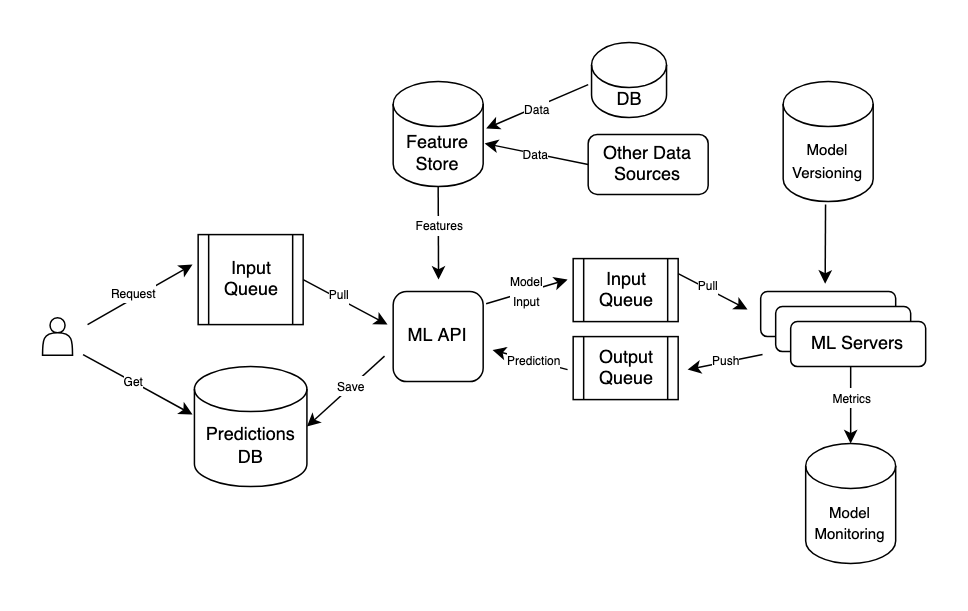 DB
Data
Feature
Store
Data
Other Data
Sources
Model
Versioning
Features
Input
Queue
Request
Pull
ML API
Model
Input
Input
Queue
Pull
ML Servers
Output
Queue
Prediction
Push
Get
Save
Metrics
Predictions
DB
Model
Monitoring